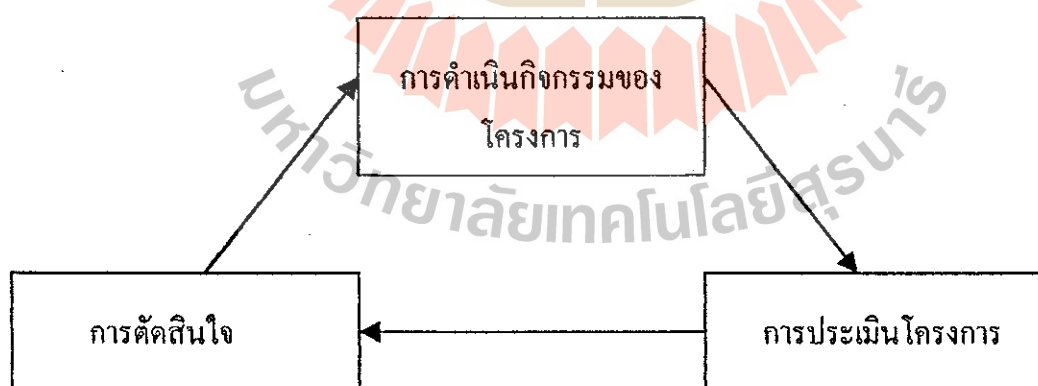 การดำเนินกิจกรรมของ
โครงการ
มหาวิทยาลัยเทคโนโลยีสุรนารี
การตัดสินใจ
การประเมินโครงการ